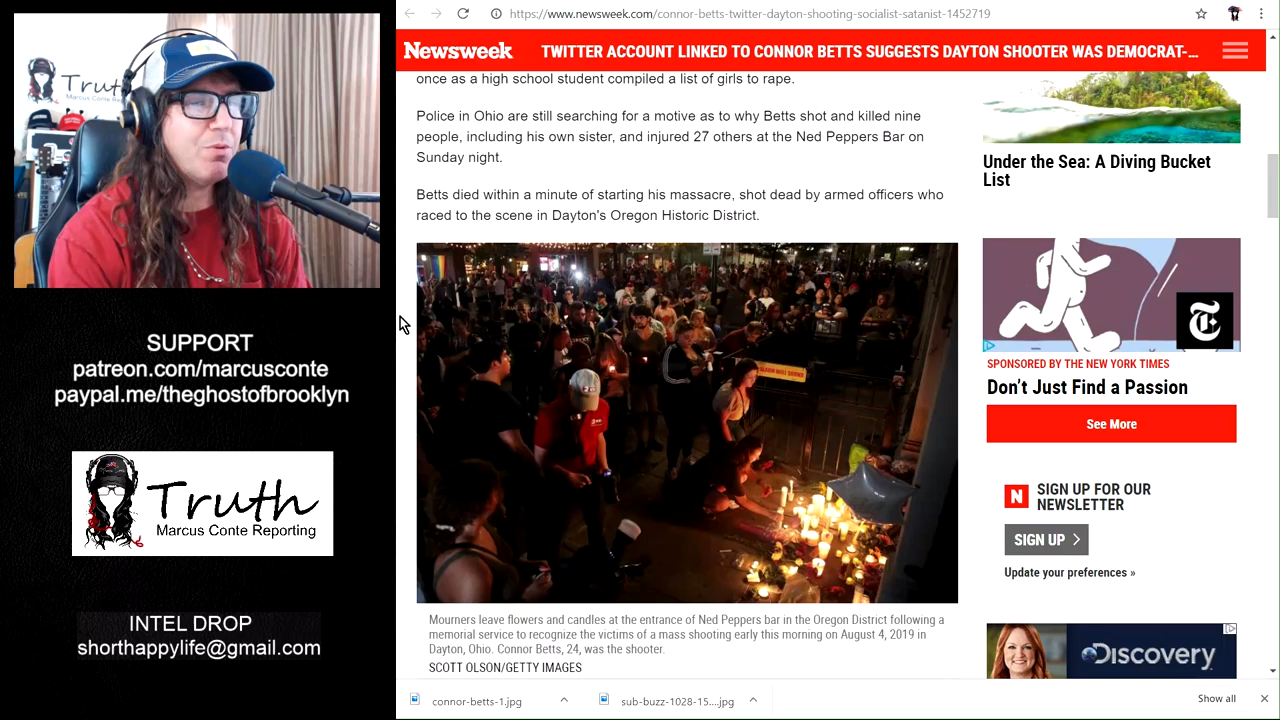 Truth
Marcus Conte Rep
SUPPORT
patreon.com/marcusconte
paypal.me/theghostofbrooklyn
Truth
Marcus Conte Reporting
INTEL DROP
shorthappylife@gmail.com
https://www.newsweek.com/connor-betts-twitter-dayton-shooting-socialist-satanist-1452719
Newsweek
TWITTER ACCOUNT LINKED TO CONNOR BETTS SUGGESTS DAYTON SHOOTER WAS DEMOCRAT-...
once as a high school student compiled a list of girls to rape.
Police in Ohio are still searching for a motive as to why Betts shot and killed nine
people, including his own sister, and injured 27 others at the Ned Peppers Bar on
Sunday night.
Betts died within a minute of starting his massacre, shot dead by armed officers who
raced to the scene in Dayton's Oregon Historic District.
Mourners leave flowers and candles at the entrance of Ned Peppers bar in the Oregon District following a
memorial service to recognize the victims of a mass shooting early this morning on August 4, 2019 in
Dayton, Ohio. Connor Betts, 24, was the shooter.
SCOTT OLSON/GETTY IMAGES
Under the Sea: A Diving Bucket
List
T
SPONSORED BY THE NEW YORK TIMES
Don't Just Find a Passion
See More
N
SIGN UP FOR OUR
NEWSLETTER
SIGN UP >
Update your preferences »
Discovery
connor-betts-1.jpg
sub-buzz-1028-15....jpg
Show all